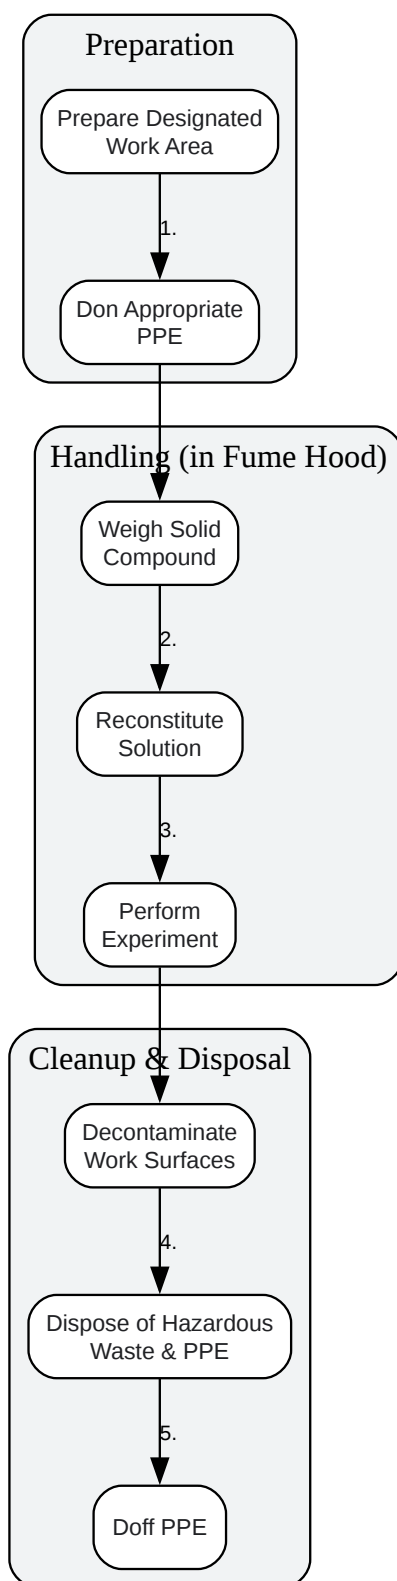 Preparation
Prepare Designated
Work Area
1.
Don Appropriate
PPE
Handling (in Fume Hood)
Weigh Solid
Compound
2.
Reconstitute
Solution
3.
Perform
Experiment
Cleanup & Disposal
Decontaminate
Work Surfaces
4.
Dispose of Hazardous
Waste & PPE
5.
Doff PPE